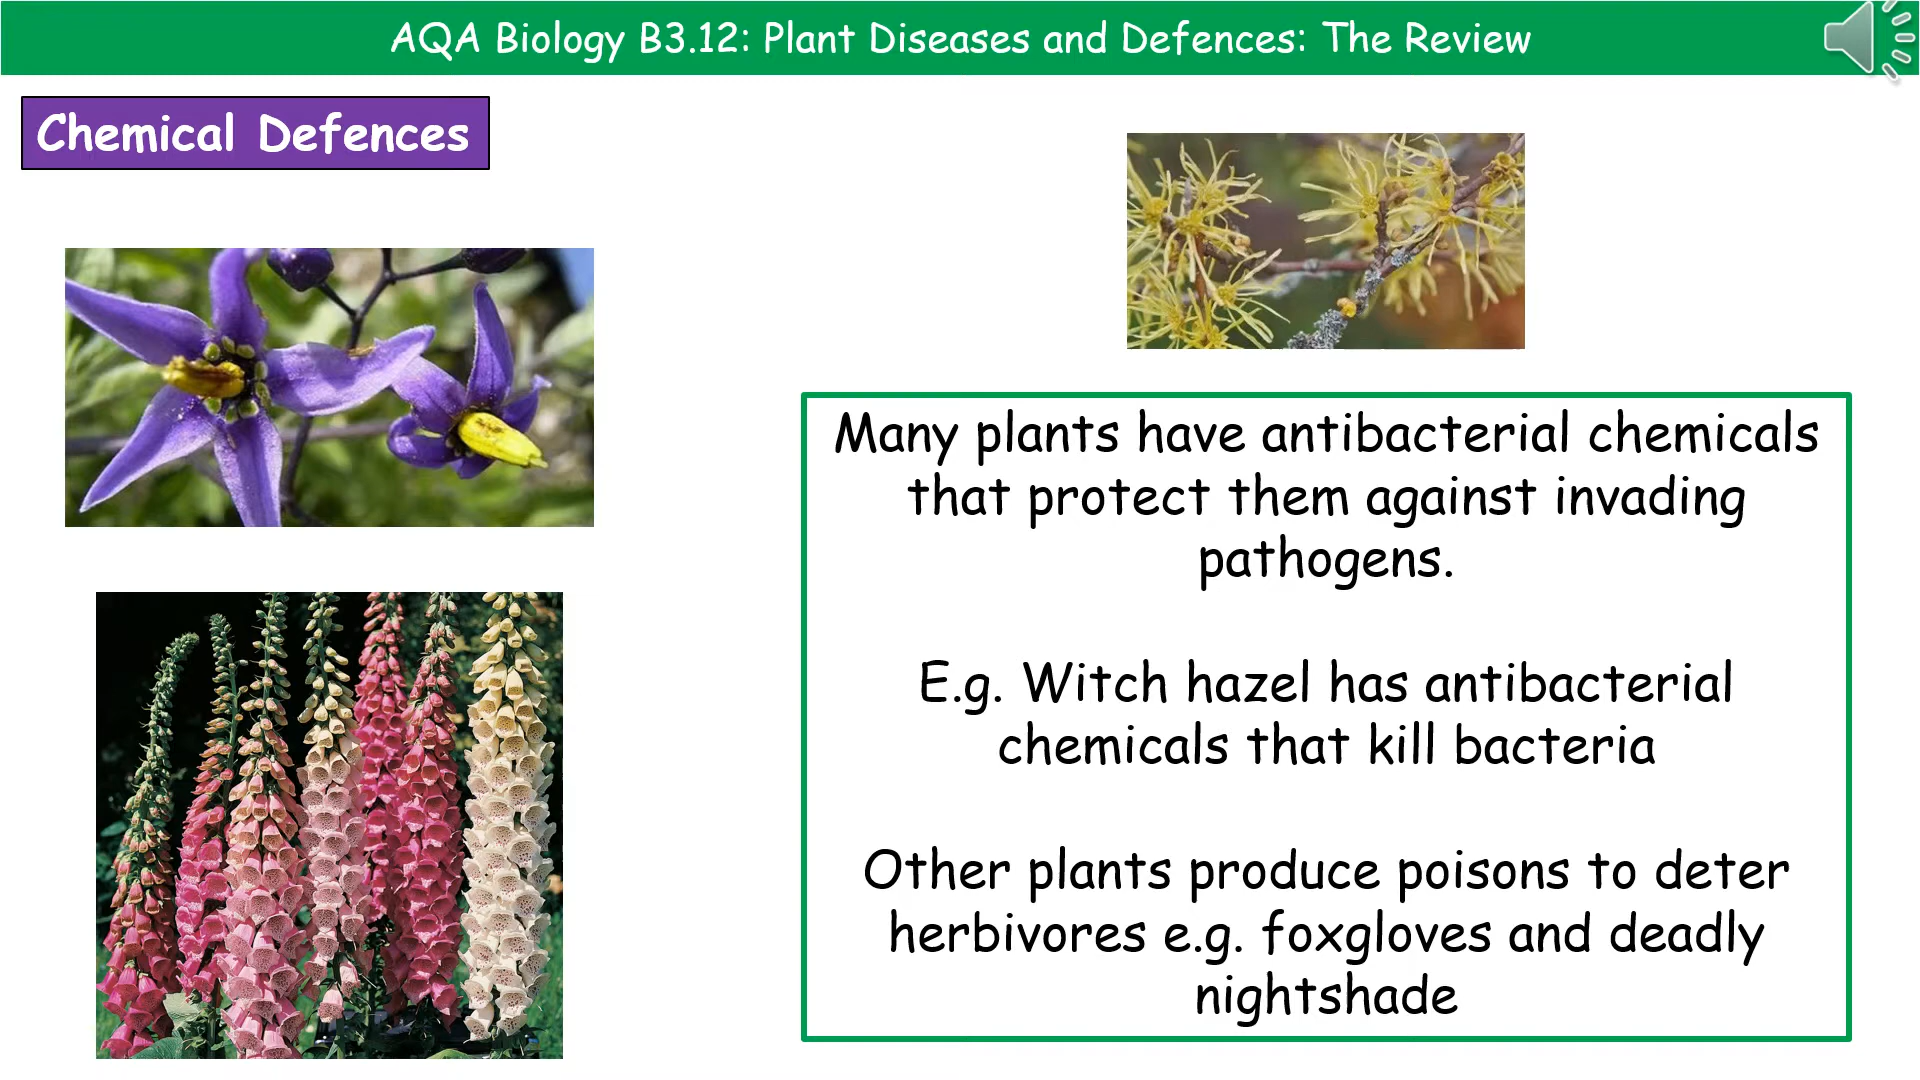 AQA Biology B3.12: Plant Diseases and Defences: The Review
Chemical Defences
Many plants have antibacterial chemicals
that protect them against invading
pathogens.
E.g. Witch hazel has antibacterial
chemicals that kill bacteria
Other plants produce poisons to deter
herbivores e.g. foxgloves and deadly
nightshade